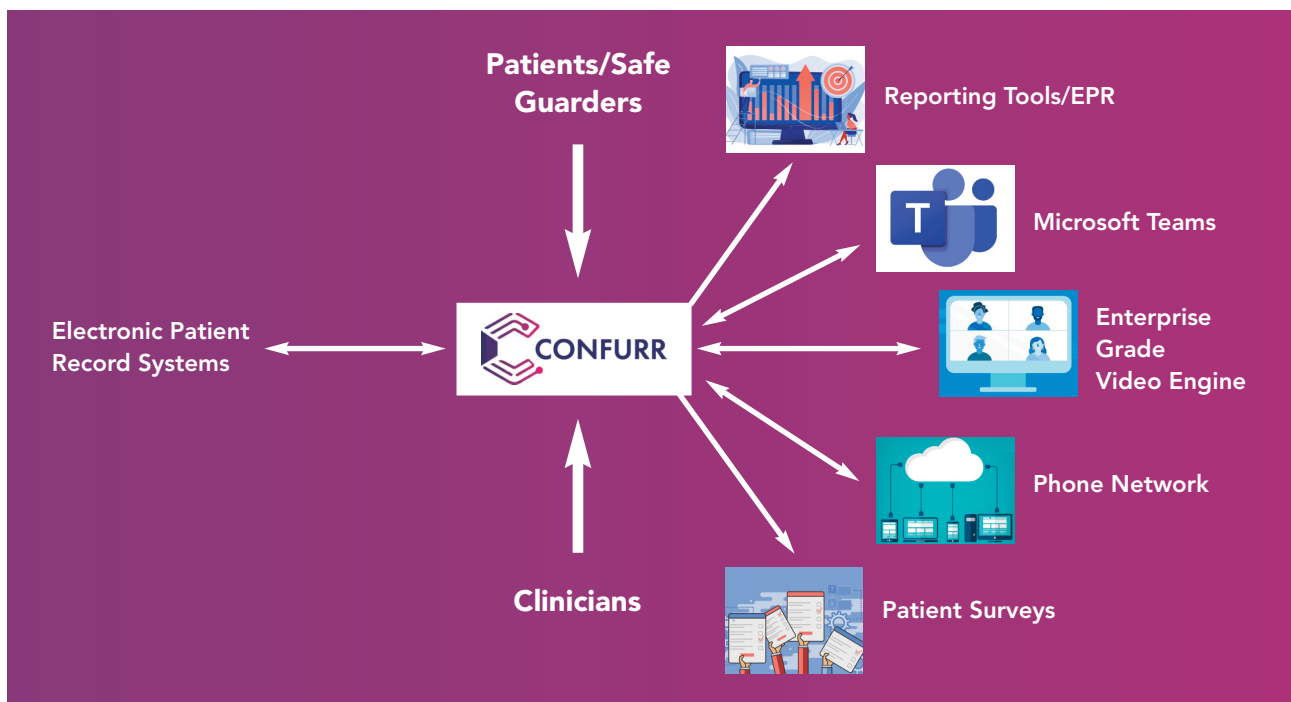 Patients/Safe
Guarders
Reporting Tools/EPR
T
Microsoft Teams
Electronic Patient
Record Systems
CONFURR
Enterprise
Grade
Video Engine
Phone Network
Clinicians
Patient Surveys